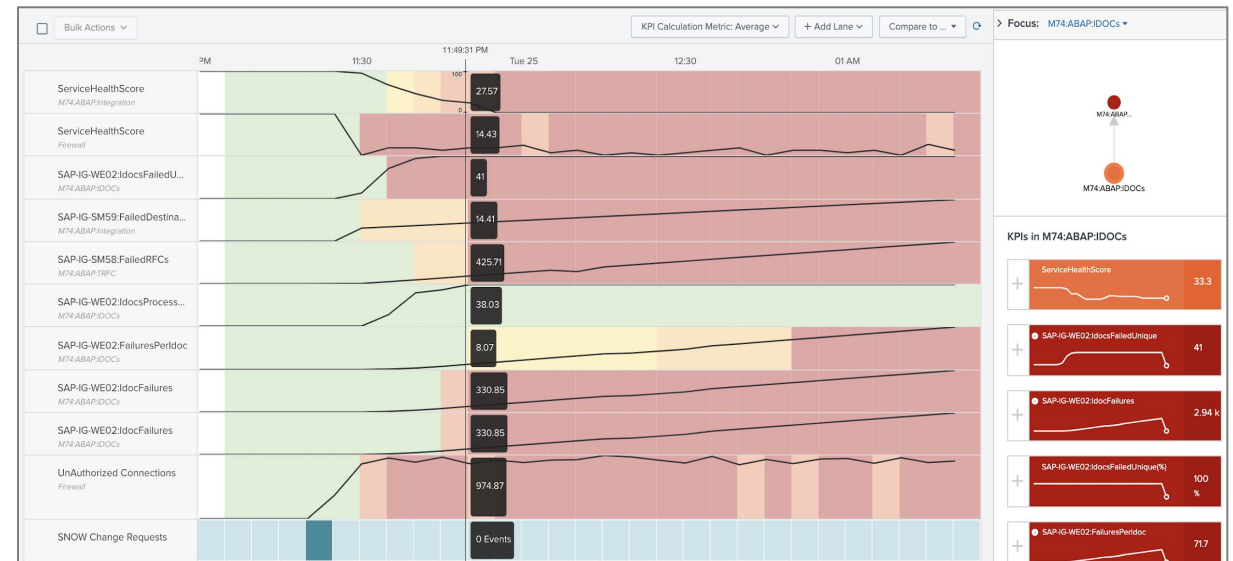 Bulk Actions
KPI Calculation Metric: Average
+ Add Lane
Compare to ...
Focus: M74:ABAP:IDOCs
11:49:31 PM
PM 11:30 Tue 25 12:30 01 AM
ServiceHealthScore
M74:ABAP:Integration
100
0
27.57
ServiceHealthScore
Firewall
14.43
SAP-IG-WE02:IdocsFailedU...
M74:ABAP:IDOCs
41
SAP-IG-SM59:FailedDestina...
M74:ABAP:Integration
14.41
SAP-IG-SM58:FailedRFCs
M74:ABAP:TRFC
425.71
SAP-IG-WE02:IdocsProcess...
M74:ABAP:IDOCs
38.03
SAP-IG-WE02:FailuresPerIdoc
M74:ABAP:IDOCs
8.07
SAP-IG-WE02:IdocFailures
M74:ABAP:IDOCs
330.85
SAP-IG-WE02:IdocFailures
M74:ABAP:IDOCs
330.85
UnAuthorized Connections
Firewall
974.87
SNOW Change Requests
0 Events
M74:ABAP...
M74:ABAP:IDOCs
KPIs in M74:ABAP:IDOCs
ServiceHealthScore
33.3
SAP-IG-WE02:IdocsFailedUnique
41
SAP-IG-WE02:IdocFailures
2.94 k
SAP-IG-WE02:IdocsFailedUnique(%)
100
%
SAP-IG-WE02:FailuresPerIdoc
71.7